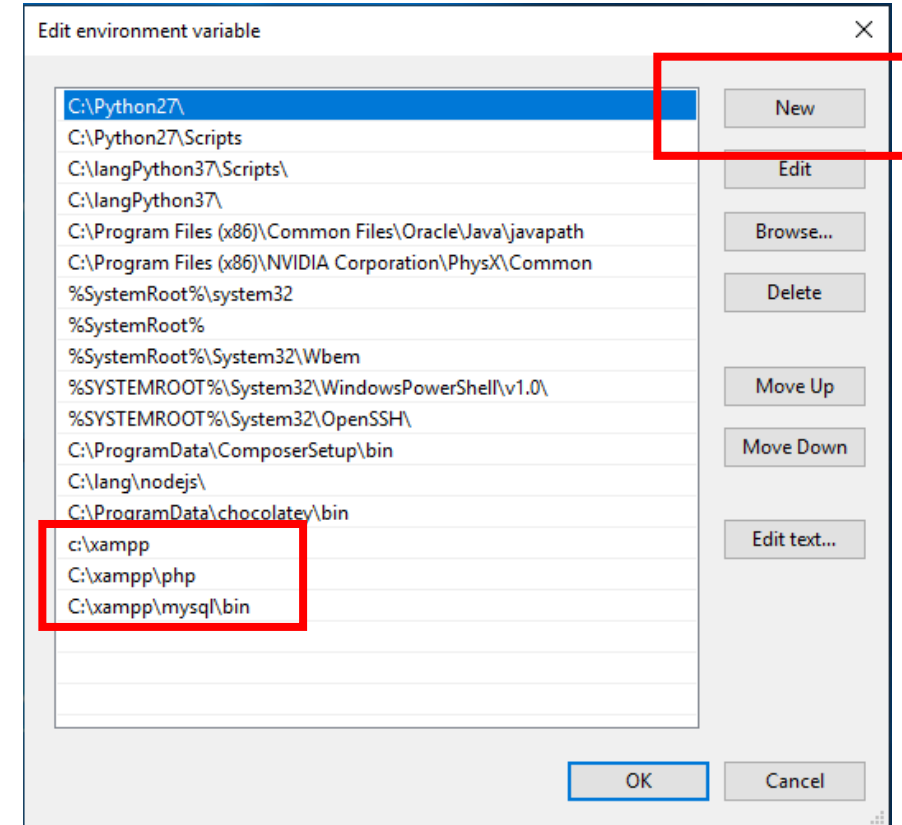 Edit environment variable
C:\Python27\
New
C:\Python27\Scripts
C:\langPython37\Scripts\
Edit
C:\langPython37\
C:\Program Files (x86)\Common Files\Oracle\Java\javapath
Browse...
C:\Program Files (x86)\NVIDIA Corporation\PhysX\Common
%SystemRoot%\system32
Delete
%SystemRoot%
%SystemRoot%\System32\Wbem
%SYSTEMROOT%\System32\WindowsPowerShell\v1.0\
Move Up
%SYSTEMROOT%\System32\OpenSSH\
C:\ProgramData\ComposerSetup\bin
Move Down
C:\lang\nodejs\
C:\ProgramData\chocolatey\bin
c:\xampp
Edit text...
C:\xampp\php
C:\xampp\mysql\bin
OK
Cancel